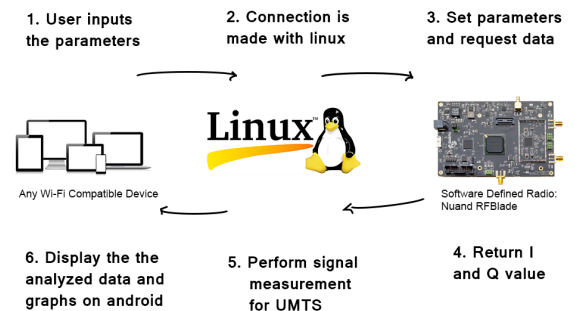 1. User inputs
the parameters
2. Connection is
made with linux
3. Set parameters
and request data
Linux™
Any Wi-Fi Compatible Device
Software Defined Radio:
Nuand RFBlade
6. Display the the
analyzed data and
graphs on android
5. Perform signal
measurement
for UMTS
4. Return I
and Q value